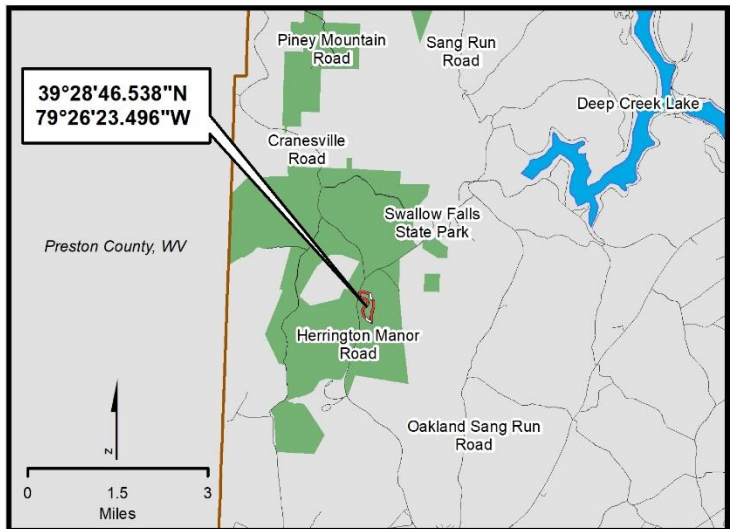 Piney Mountain
Road
Sang Run
Road
39°28'46.538"N
79°26'23.496"W
Deep Creek Lake
Cranesville
Road
Swallow Falls
State Park
Preston County, WV
Herrington Manor
Road
Oakland Sang Run
Road
N
0 1.5 3
Miles